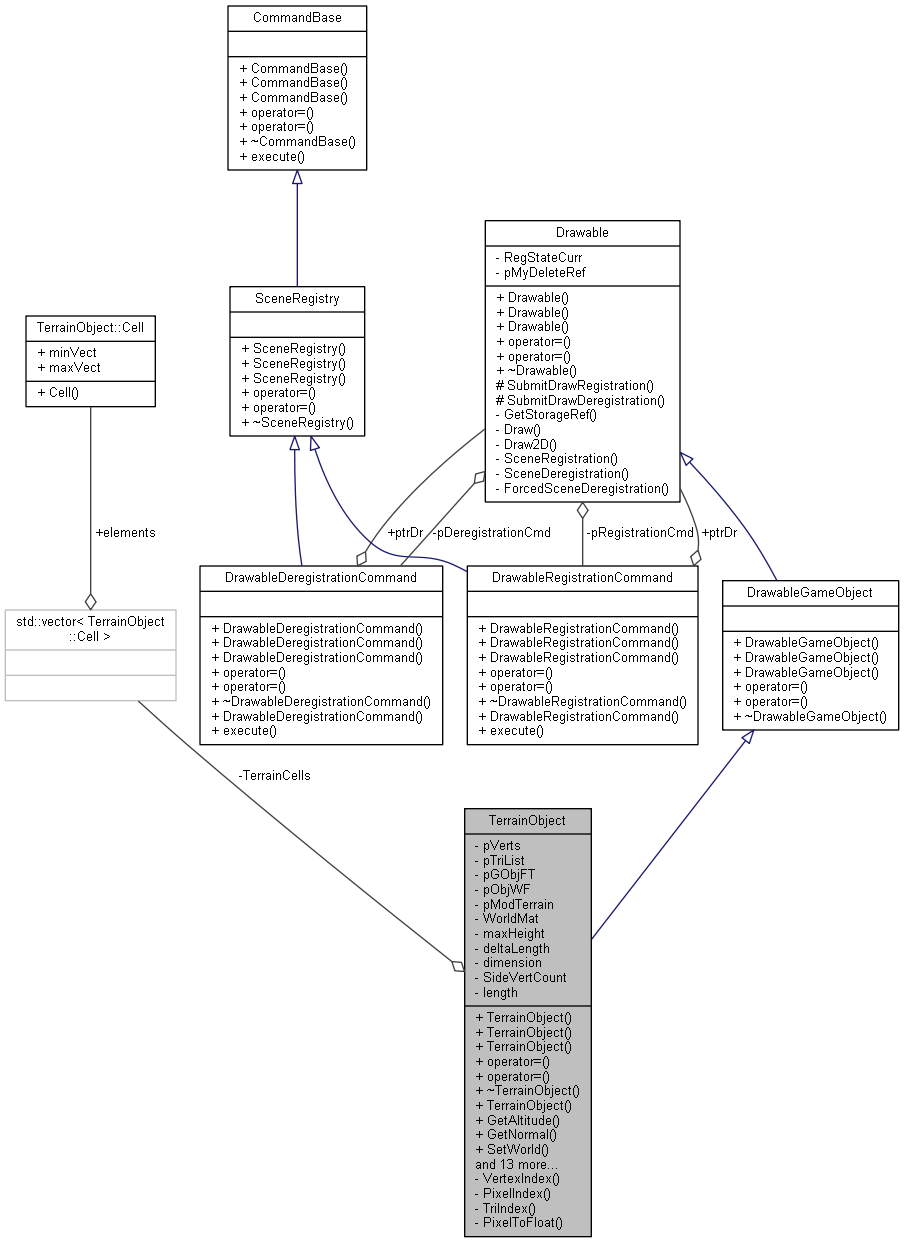 CommandBase
+ CommandBase()
+ CommandBase()
+ CommandBase()
+ operator=()
+ operator=()
+ ~CommandBase()
+ execute()
Drawable
- RegStateCurr
- pMyDeleteRef
+ Drawable()
+ Drawable()
+ Drawable()
+ operator=()
+ operator=()
+ ~Drawable()
# SubmitDrawRegistration()
# SubmitDrawDeregistration()
- GetStorageRef()
- Draw()
- Draw2D()
- SceneRegistration()
- SceneDeregistration()
- ForcedSceneDeregistration()
SceneRegistry
+ SceneRegistry()
+ SceneRegistry()
+ SceneRegistry()
+ operator=()
+ operator=()
+ ~SceneRegistry()
TerrainObject::Cell
+ minVect
+ maxVect
+ Cell()
+elements
+ptrDr
-pDeregistrationCmd
-pRegistrationCmd
+ptrDr
std::vector< TerrainObject
::Cell >
DrawableDeregistrationCommand
+ DrawableDeregistrationCommand()
+ DrawableDeregistrationCommand()
+ DrawableDeregistrationCommand()
+ operator=()
+ operator=()
+ ~DrawableDeregistrationCommand()
+ DrawableDeregistrationCommand()
+ execute()
DrawableRegistrationCommand
+ DrawableRegistrationCommand()
+ DrawableRegistrationCommand()
+ DrawableRegistrationCommand()
+ operator=()
+ operator=()
+ ~DrawableRegistrationCommand()
+ DrawableRegistrationCommand()
+ execute()
DrawableGameObject
+ DrawableGameObject()
+ DrawableGameObject()
+ DrawableGameObject()
+ operator=()
+ operator=()
+ ~DrawableGameObject()
-TerrainCells
TerrainObject
- pVerts
- pTriList
- pGObjFT
- pObjWF
- pModTerrain
- WorldMat
- maxHeight
- deltaLength
- dimension
- SideVertCount
- length
+ TerrainObject()
+ TerrainObject()
+ TerrainObject()
+ operator=()
+ operator=()
+ ~TerrainObject()
+ TerrainObject()
+ GetAltitude()
+ GetNormal()
+ SetWorld()
and 13 more...
- VertexIndex()
- PixelIndex()
- TriIndex()
- PixelToFloat()